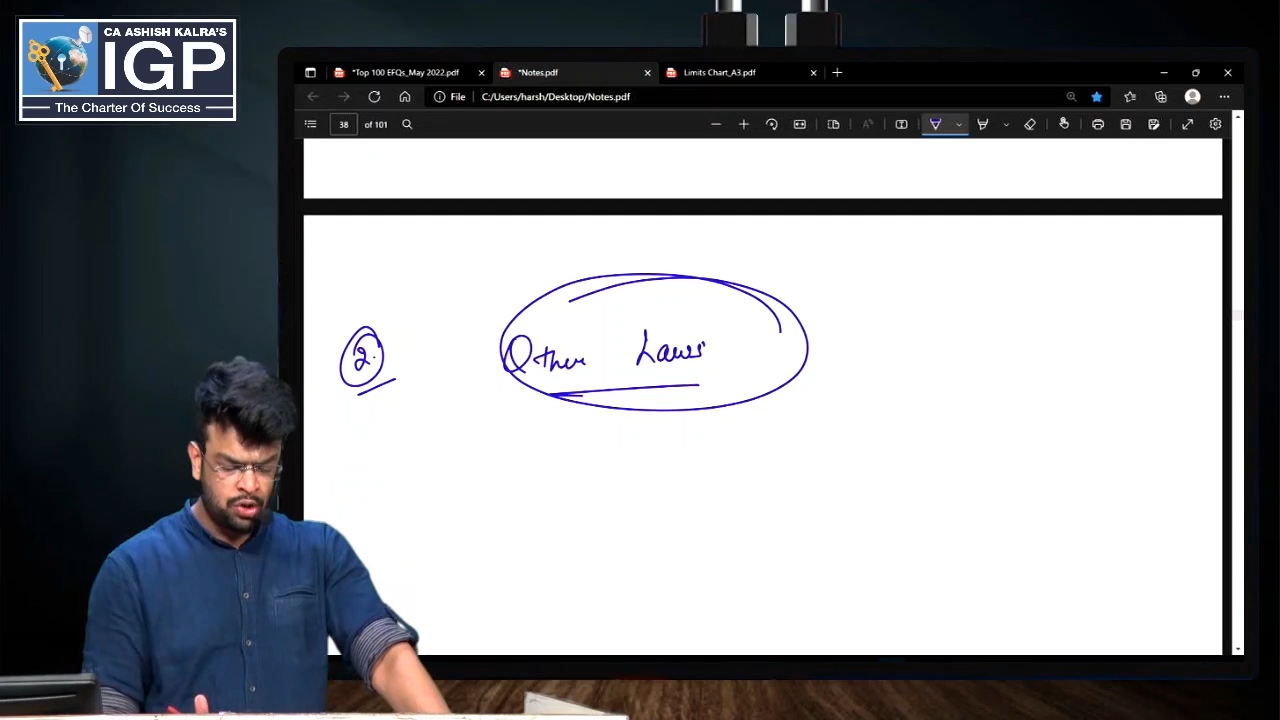 CA ASHISH KALRA'S
IGP
The Charter Of Success
*Top 100 EFQs_May 2022.pdf
*Notes.pdf
Limits Chart_A3.pdf
File
C:/Users/harsh/Desktop/Notes.pdf
38 of 101
2. Other Laws